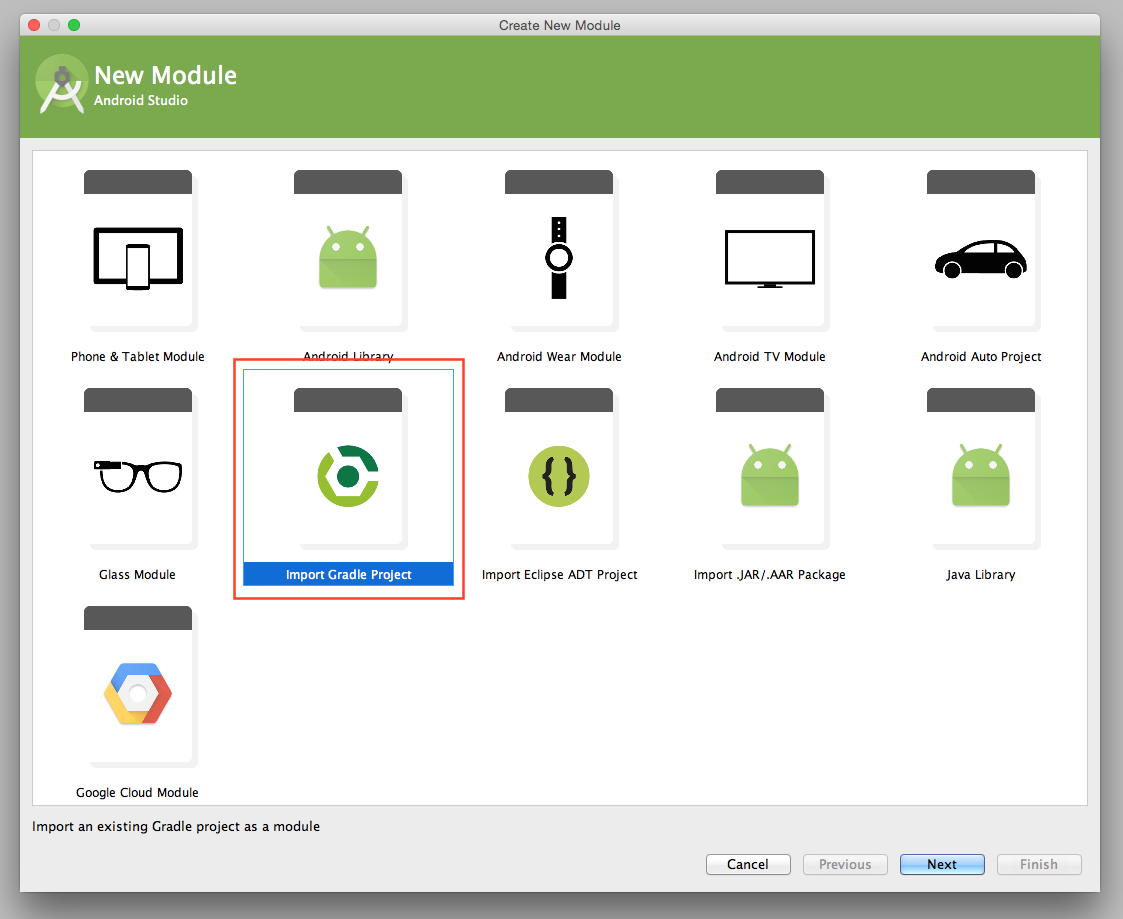 Create New Module
New Module
Android Studio
Phone & Tablet Module
Android Library
Android Wear Module
Android TV Module
Android Auto Project
Glass Module
Import Gradle Project
Import Eclipse ADT Project
Import .JAR/.AAR Package
Java Library
Google Cloud Module
Import an existing Gradle project as a module
Cancel
Previous
Next
Finish